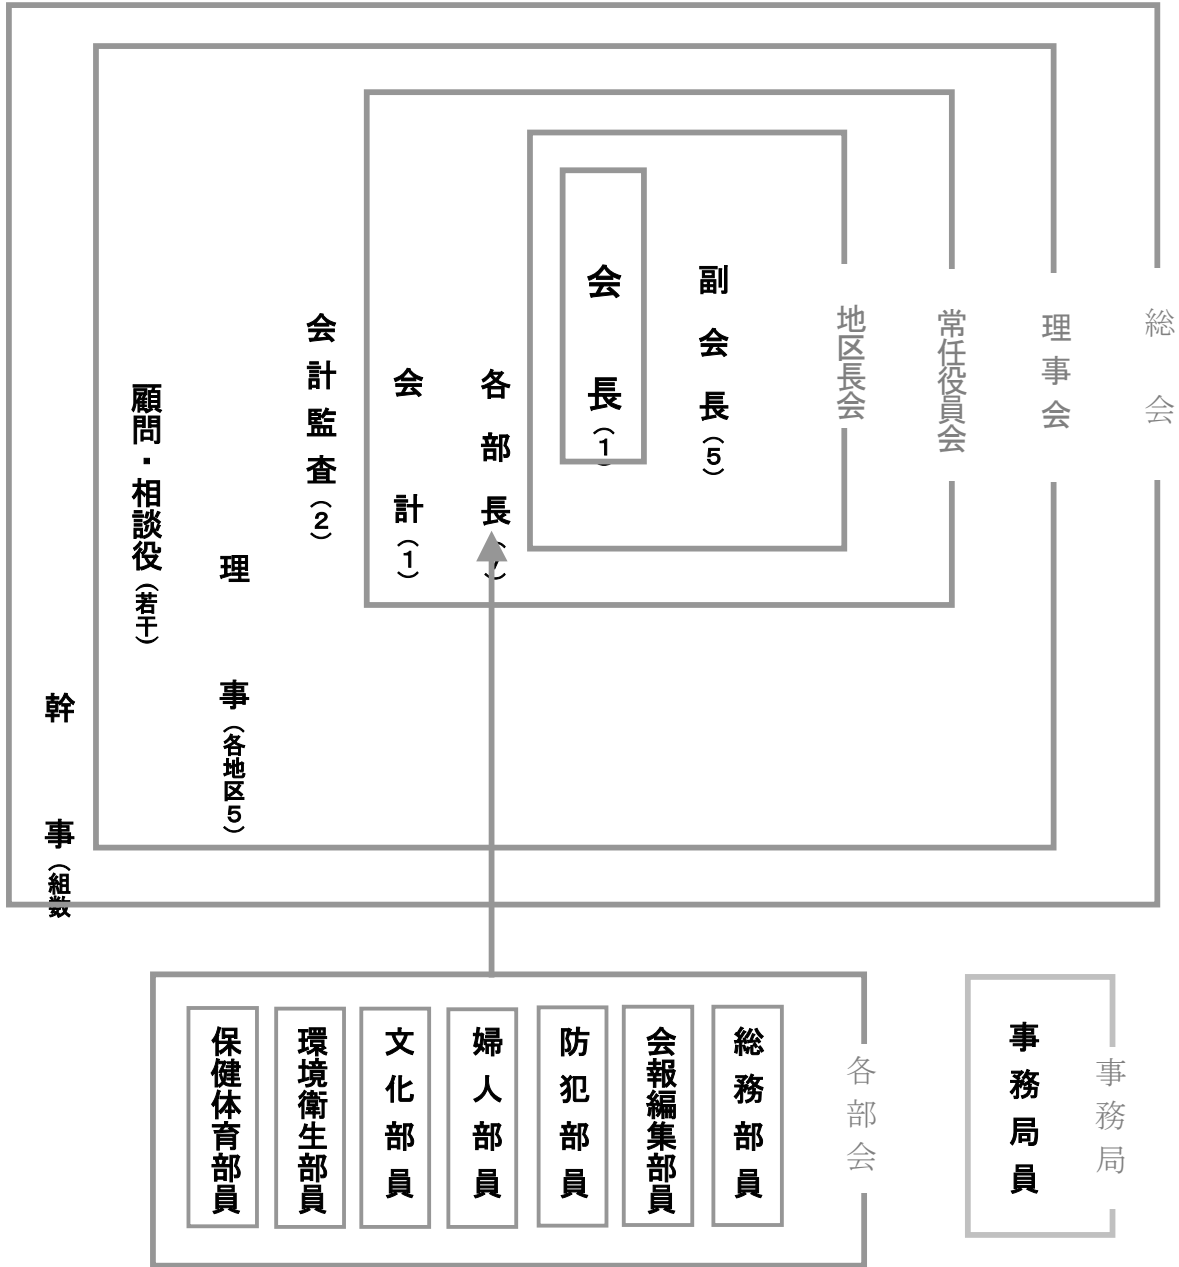 総会
理事会
常任役員会
地区長会
副会長(5)
会長(1)
各部長(7)
会計(1)
会計監査(2)
理事(各地区5)
顧問・相談役(若干)
幹事(組数
事務局
事務局員
各部会
総務部員
会報編集部員
防犯部員
婦人部員
文化部員
環境衛生部員
保健体育部員